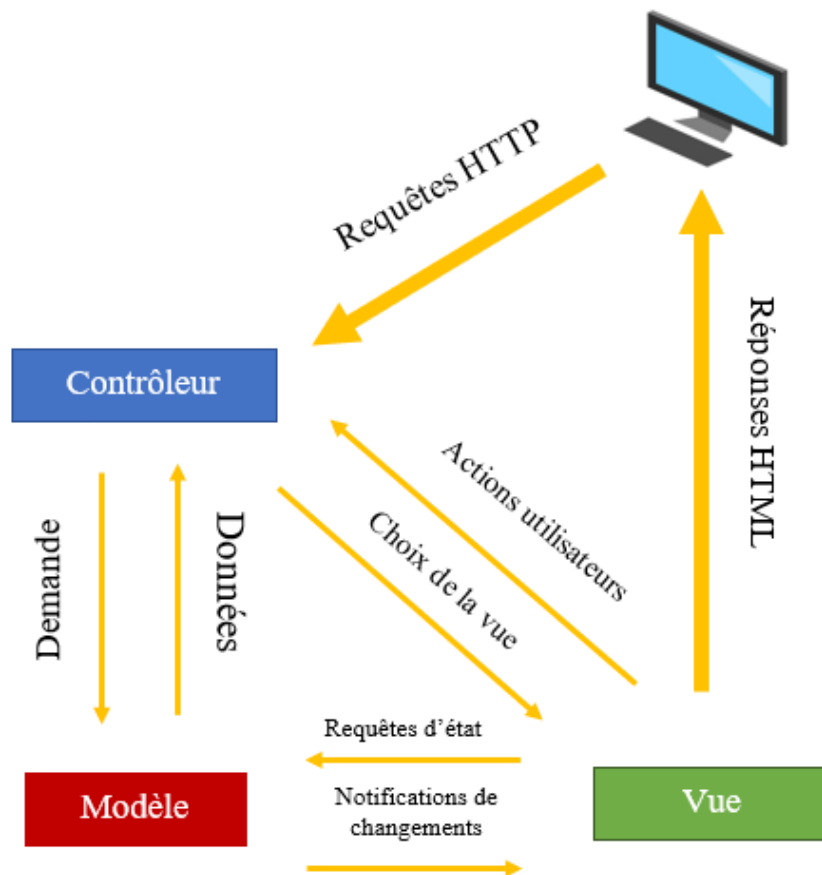 Requêtes HTTP
Réponses HTML
Contrôleur
Actions utilisateurs
Choix de la vue
Demande
Données
Requêtes d'état
Modèle
Notifications de
changements
Vue